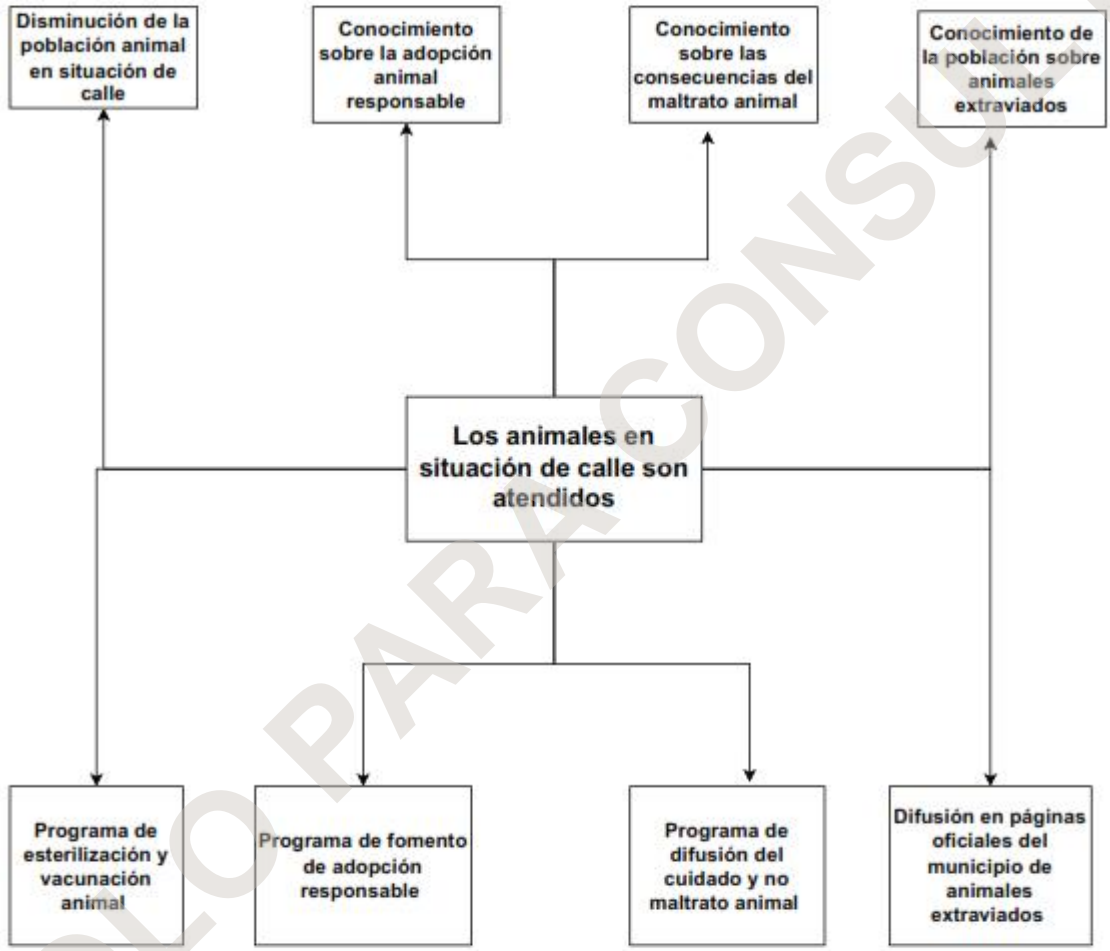 Disminución de la
población animal
en situación de
calle
Conocimiento
sobre la adopción
animal
responsable
Conocimiento
sobre las
consecuencias del
maltrato animal
Conocimiento de
la población sobre
animales
extraviados
Los animales en
situación de calle son
atendidos
Programa de
esterilización y
vacunación
animal
Programa de fomento
de adopción
responsable
Programa de
difusión del
cuidado y no
maltrato animal
Difusión en páginas
oficiales del
municipio de
animales
extraviados
OLO PARA CONSUL